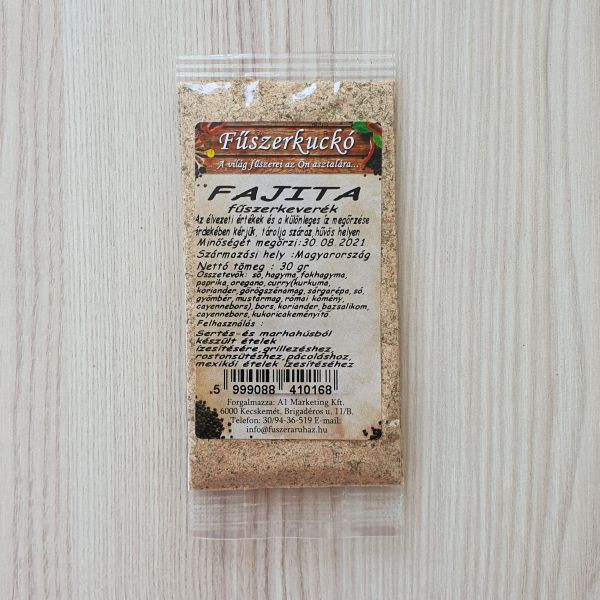 Fűszerkuckó
A világ fűszerei az Ön asztalára...
FAJITA
fűszerkeverék
Az élvezeti értékek és a különleges íz megőrzése
érdekében kérjük, tárolja száraz,hűvös helyen
Minőségét megőrzi:30 08.2021
Származási hely :Magyarország
Nettó tömeg : 30 gr
Összetevők: só, hagyma, fokhagyma,
paprika, oregano, curry(kurkuma,
koriander, görögszénamag, sárgarépa, só,
gyömbér, mustármag, római kömény,
cayennebors), bors, koriander, bazsalikom,
cayennebors, kukoricakeményítő
Felhasználás :
Sertés-és marhahúsból
készült ételek
ízesítésére,grillezéshez,
rostonsütéshez,pácoláshoz,
mexikói ételek ízesítéséhez
5 999088 410168
Forgalmazza: A1 Marketing Kft.
6000 Kecskemét, Brigadéros u. 11/B.
Telefon: 30/94-36-519 E-mail:
info@fuszeraruhaz.hu